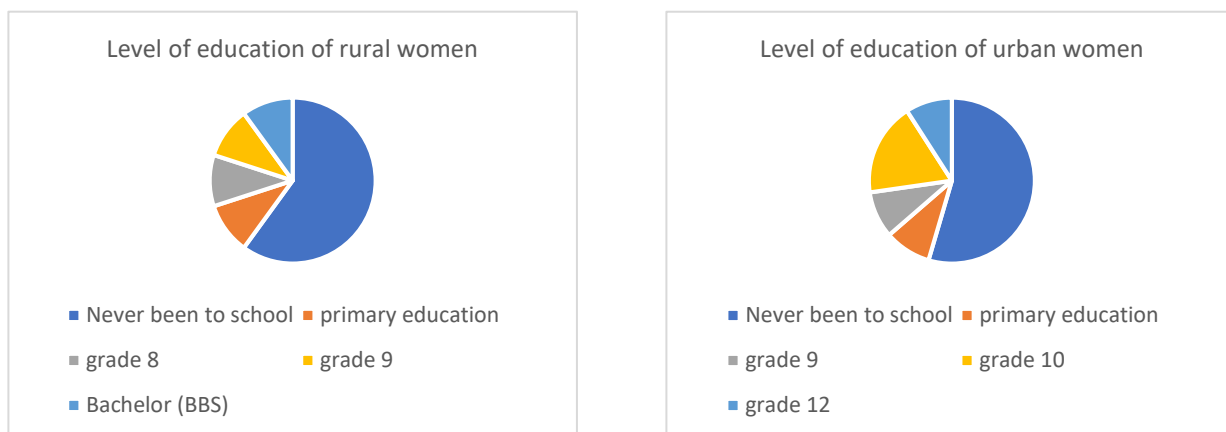 Level of education of rural women
Never been to school primary education
grade 8 grade 9
Bachelor (BBS)
Level of education of urban women
Never been to school primary education
grade 9 grade 10
grade 12